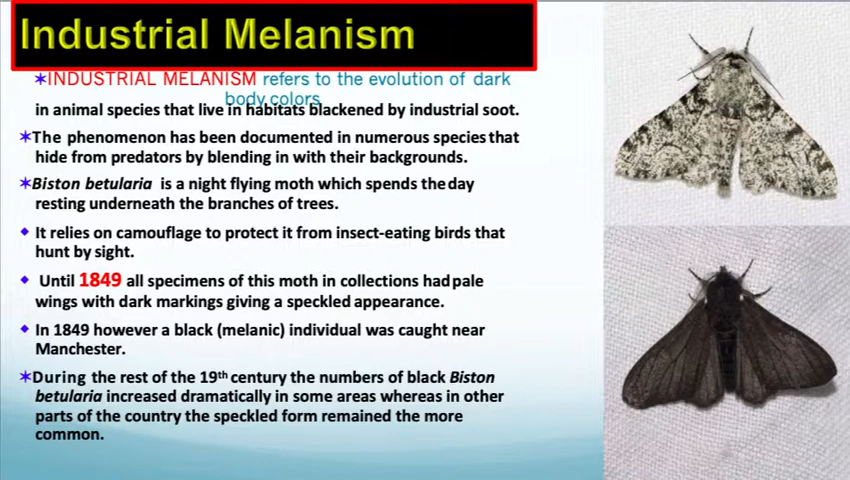 Industrial Melanism
✶INDUSTRIAL MELANISM refers to the evolution of dark
body colors
in animal species that live in habitats blackened by industrial soot.
✶The phenomenon has been documented in numerous species that
hide from predators by blending in with their backgrounds.
✶Biston betularia is a night flying moth which spends the day
resting underneath the branches of trees.
◆ It relies on camouflage to protect it from insect-eating birds that
hunt by sight.
◆ Until 1849 all specimens of this moth in collections had pale
wings with dark markings giving a speckled appearance.
◆ In 1849 however a black (melanic) individual was caught near
Manchester.
✶During the rest of the 19th century the numbers of black Biston
betularia increased dramatically in some areas whereas in other
parts of the country the speckled form remained the more
common.